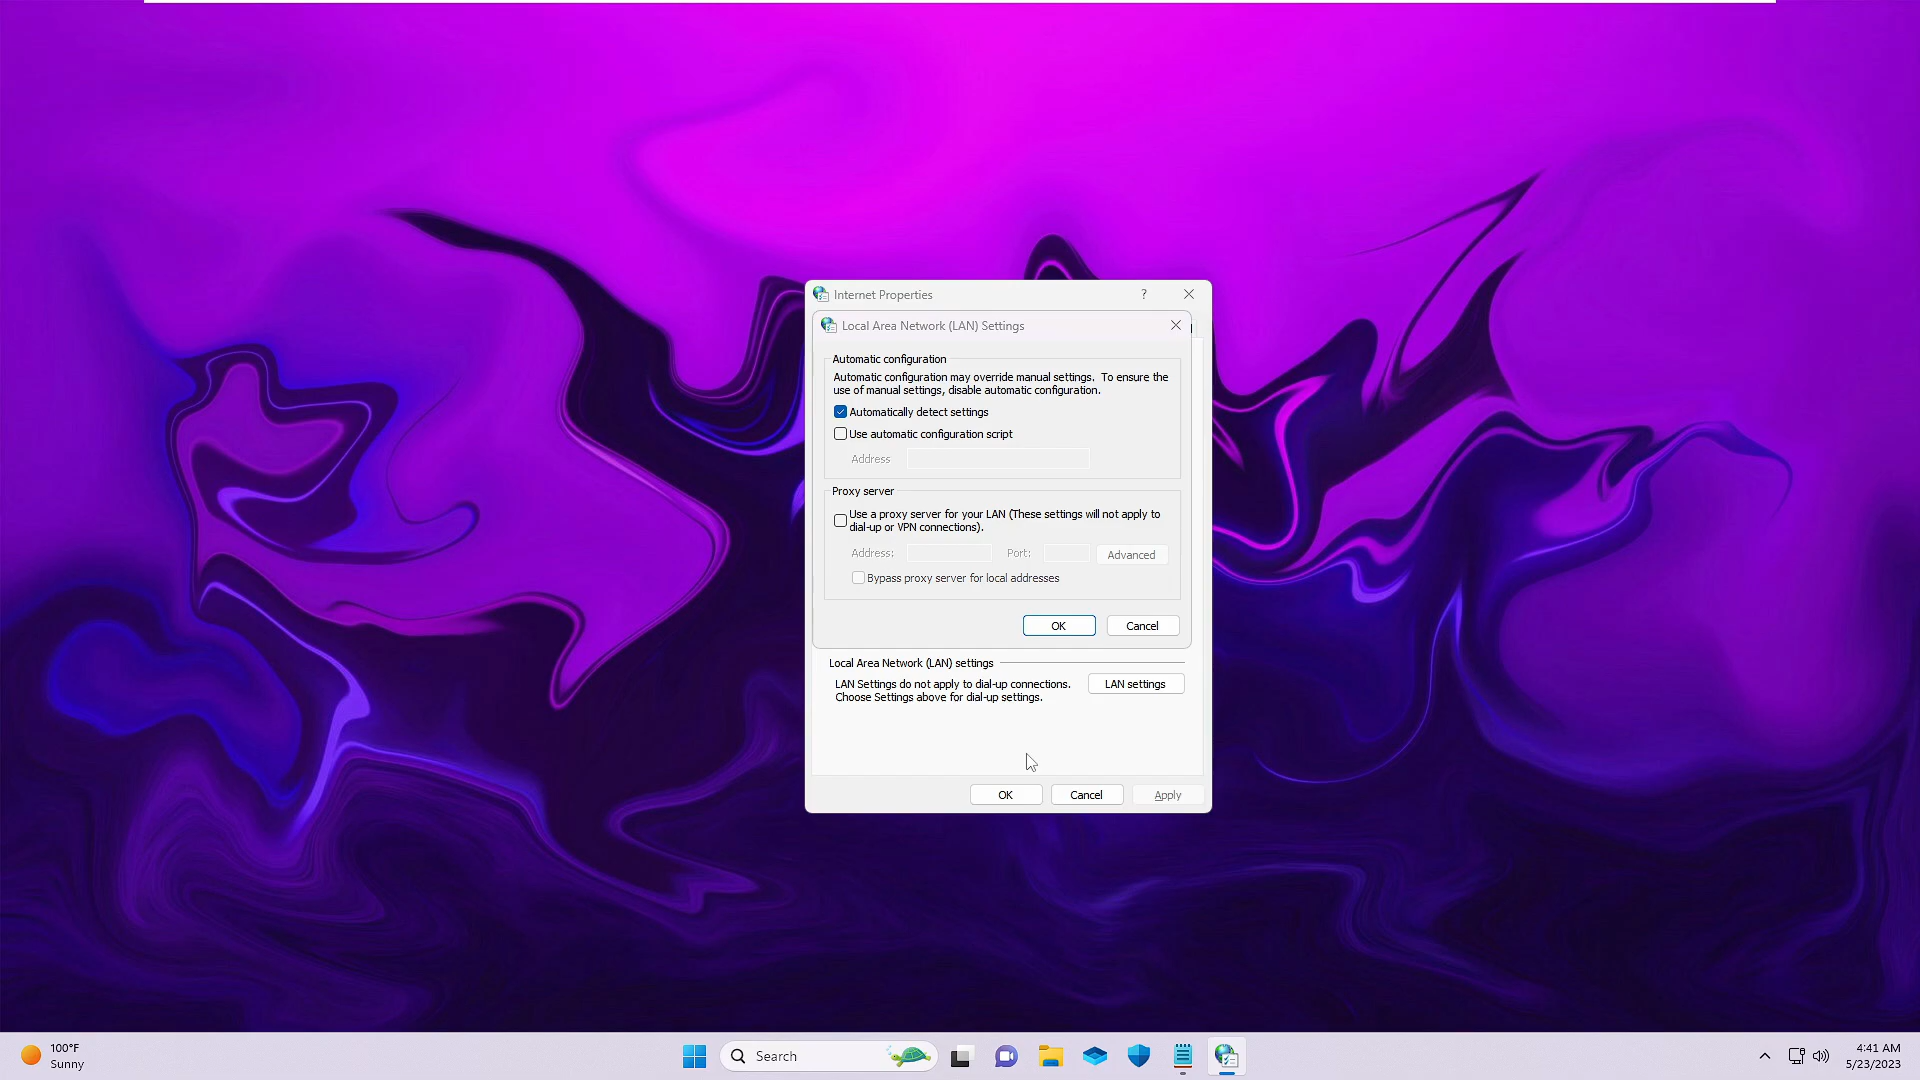 Internet Properties
?
Local Area Network (LAN) Settings
Automatic configuration
Automatic configuration may override manual settings.  To ensure the
use of manual settings, disable automatic configuration.
Automatically detect settings
Use automatic configuration script
Address
Proxy server
Use a proxy server for your LAN (These settings will not apply to
dial-up or VPN connections).
Address:
Port:
Advanced
Bypass proxy server for local addresses
OK
Cancel
Local Area Network (LAN) settings
LAN Settings do not apply to dial-up connections.
Choose Settings above for dial-up settings.
LAN settings
OK
Cancel
Apply
100°F
Sunny
Search
4:41 AM
5/23/2023